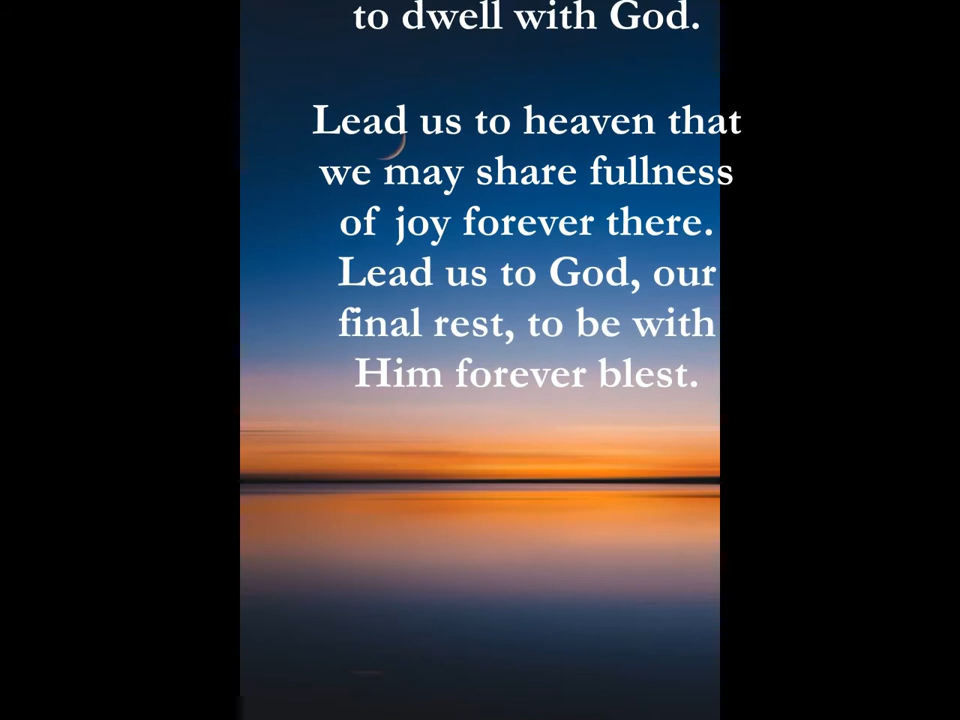 to dwell with God.
Lead us to heaven that
we may share fullness
of joy forever there.
Lead us to God, our
final rest, to be with
Him forever blest.